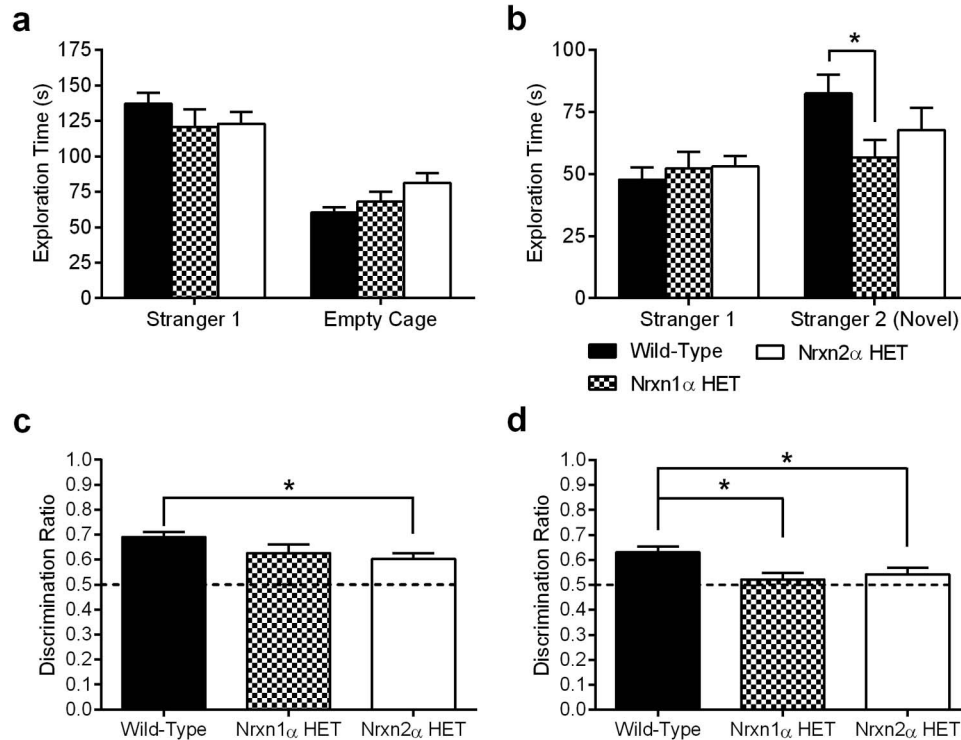 a
175
150
125
100
75
50
25
0
Exploration Time (s)
Stranger 1 Empty Cage
b
*
100
75
50
25
0
Exploration Time (s)
Stranger 1 Stranger 2 (Novel)
Wild-Type Nrxn2α HET
Nrxn1α HET
c
*
1.0
0.9
0.8
0.7
0.6
0.5
0.4
0.3
0.2
0.1
0.0
Discrimination Ratio
Wild-Type Nrxn1α HET Nrxn2α HET
d
*
*
1.0
0.9
0.8
0.7
0.6
0.5
0.4
0.3
0.2
0.1
0.0
Discrimination Ratio
Wild-Type Nrxn1α HET Nrxn2α HET